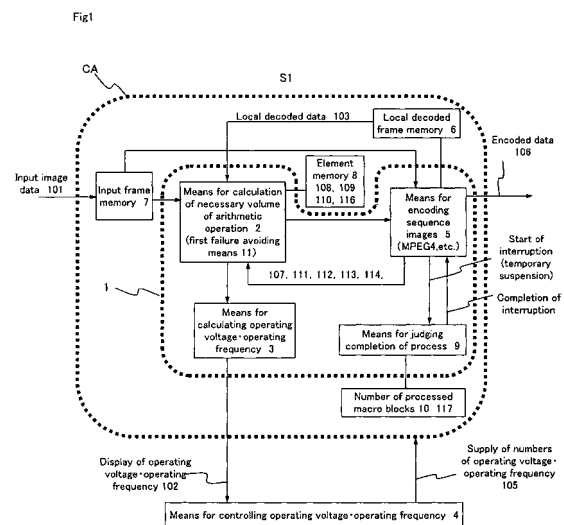 Fig1
CA
S1
Local decoded data 103
Local decoded
frame memory 6
Encoded data
106
Input image
data 101
Input frame
memory 7
Means for calculation
of necessary volume
of arithmetic
operation 2
(first failure avoiding
means 11)
Element
memory 8
108, 109
110, 116
Means for
encoding
sequence
images 5
(MPEG4,etc.)
Start of
interruption
(temporary
suspension)
107, 111, 112, 113, 114,
1
Completion of
interruption
Means for
calculating operating
voltage・operating
frequency 3
Means for judging
completion of process 9
Number of processed
macro blocks 10 117
Display of operating
voltage・operating
frequency 102
Supply of numbers
of operating voltage・
operating frequency
105
Means for controlling operating voltage・operating frequency 4